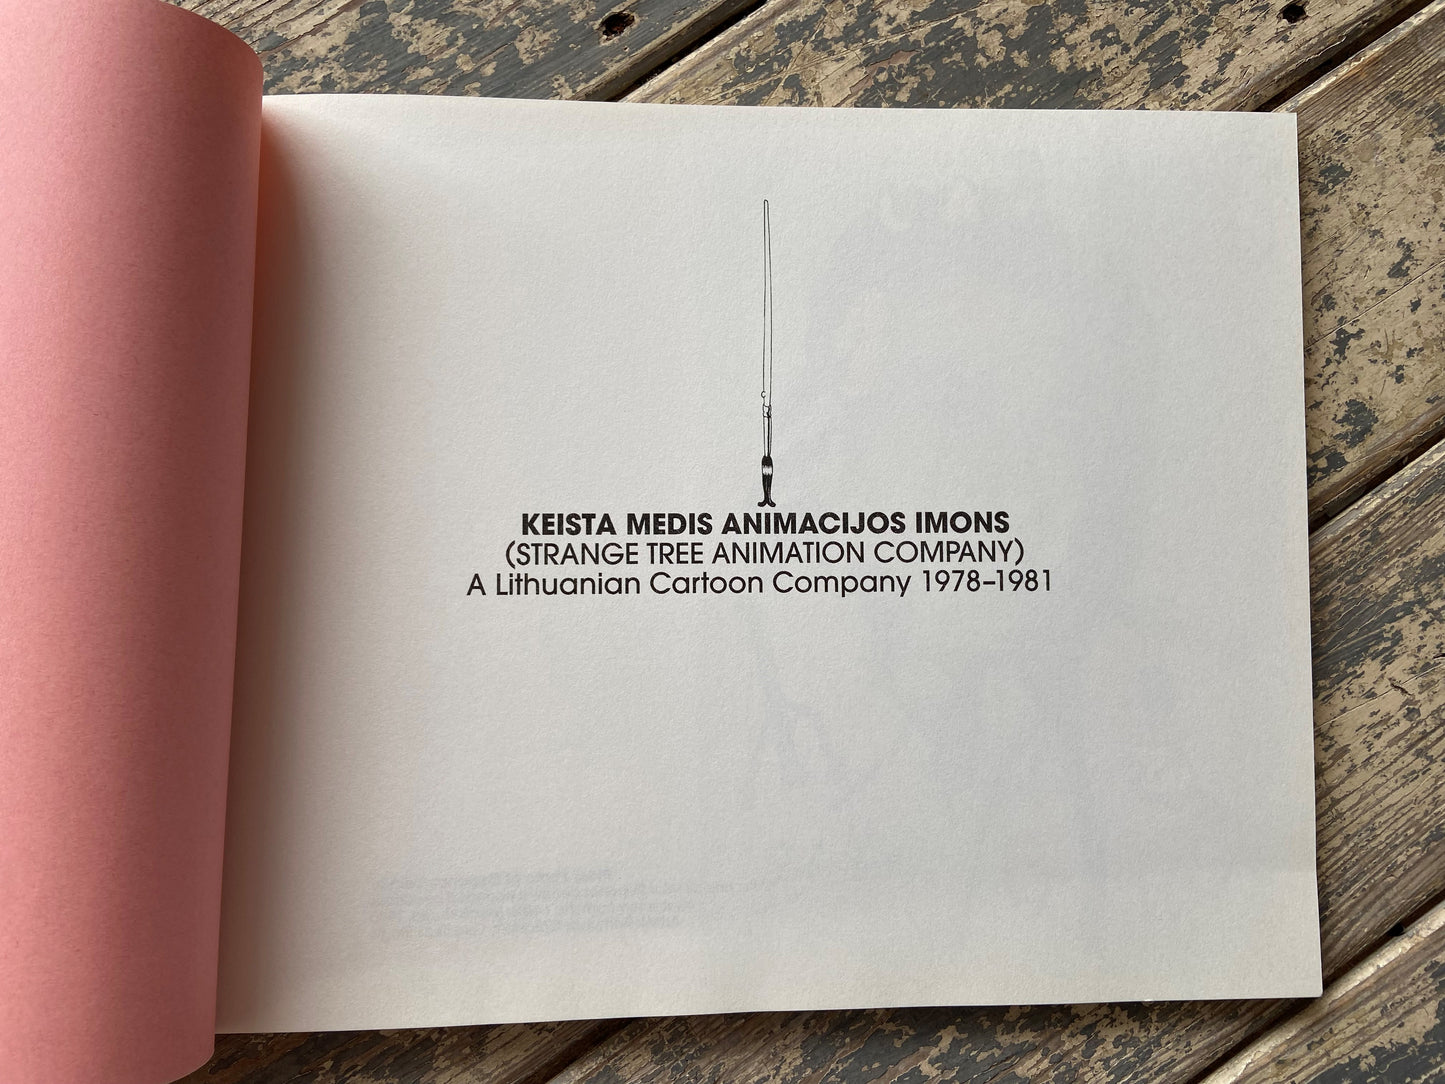 KEISTA MEDIS ANIMACIJOS IMONS
(STRANGE TREE ANIMATION COMPANY)
A Lithuanian Cartoon Company 1978–1981